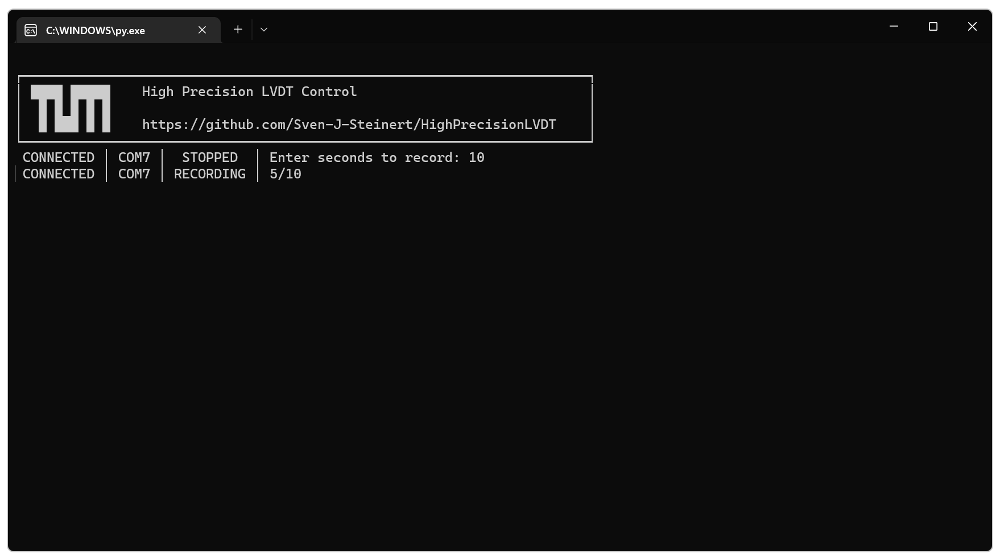 C:\WINDOWS\py.exe
TUM
High Precision LVDT Control
https://github.com/Sven-J-Steinert/HighPrecisionLVDT
CONNECTED │ COM7 │ STOPPED │ Enter seconds to record: 10
CONNECTED │ COM7 │ RECORDING │ 5/10